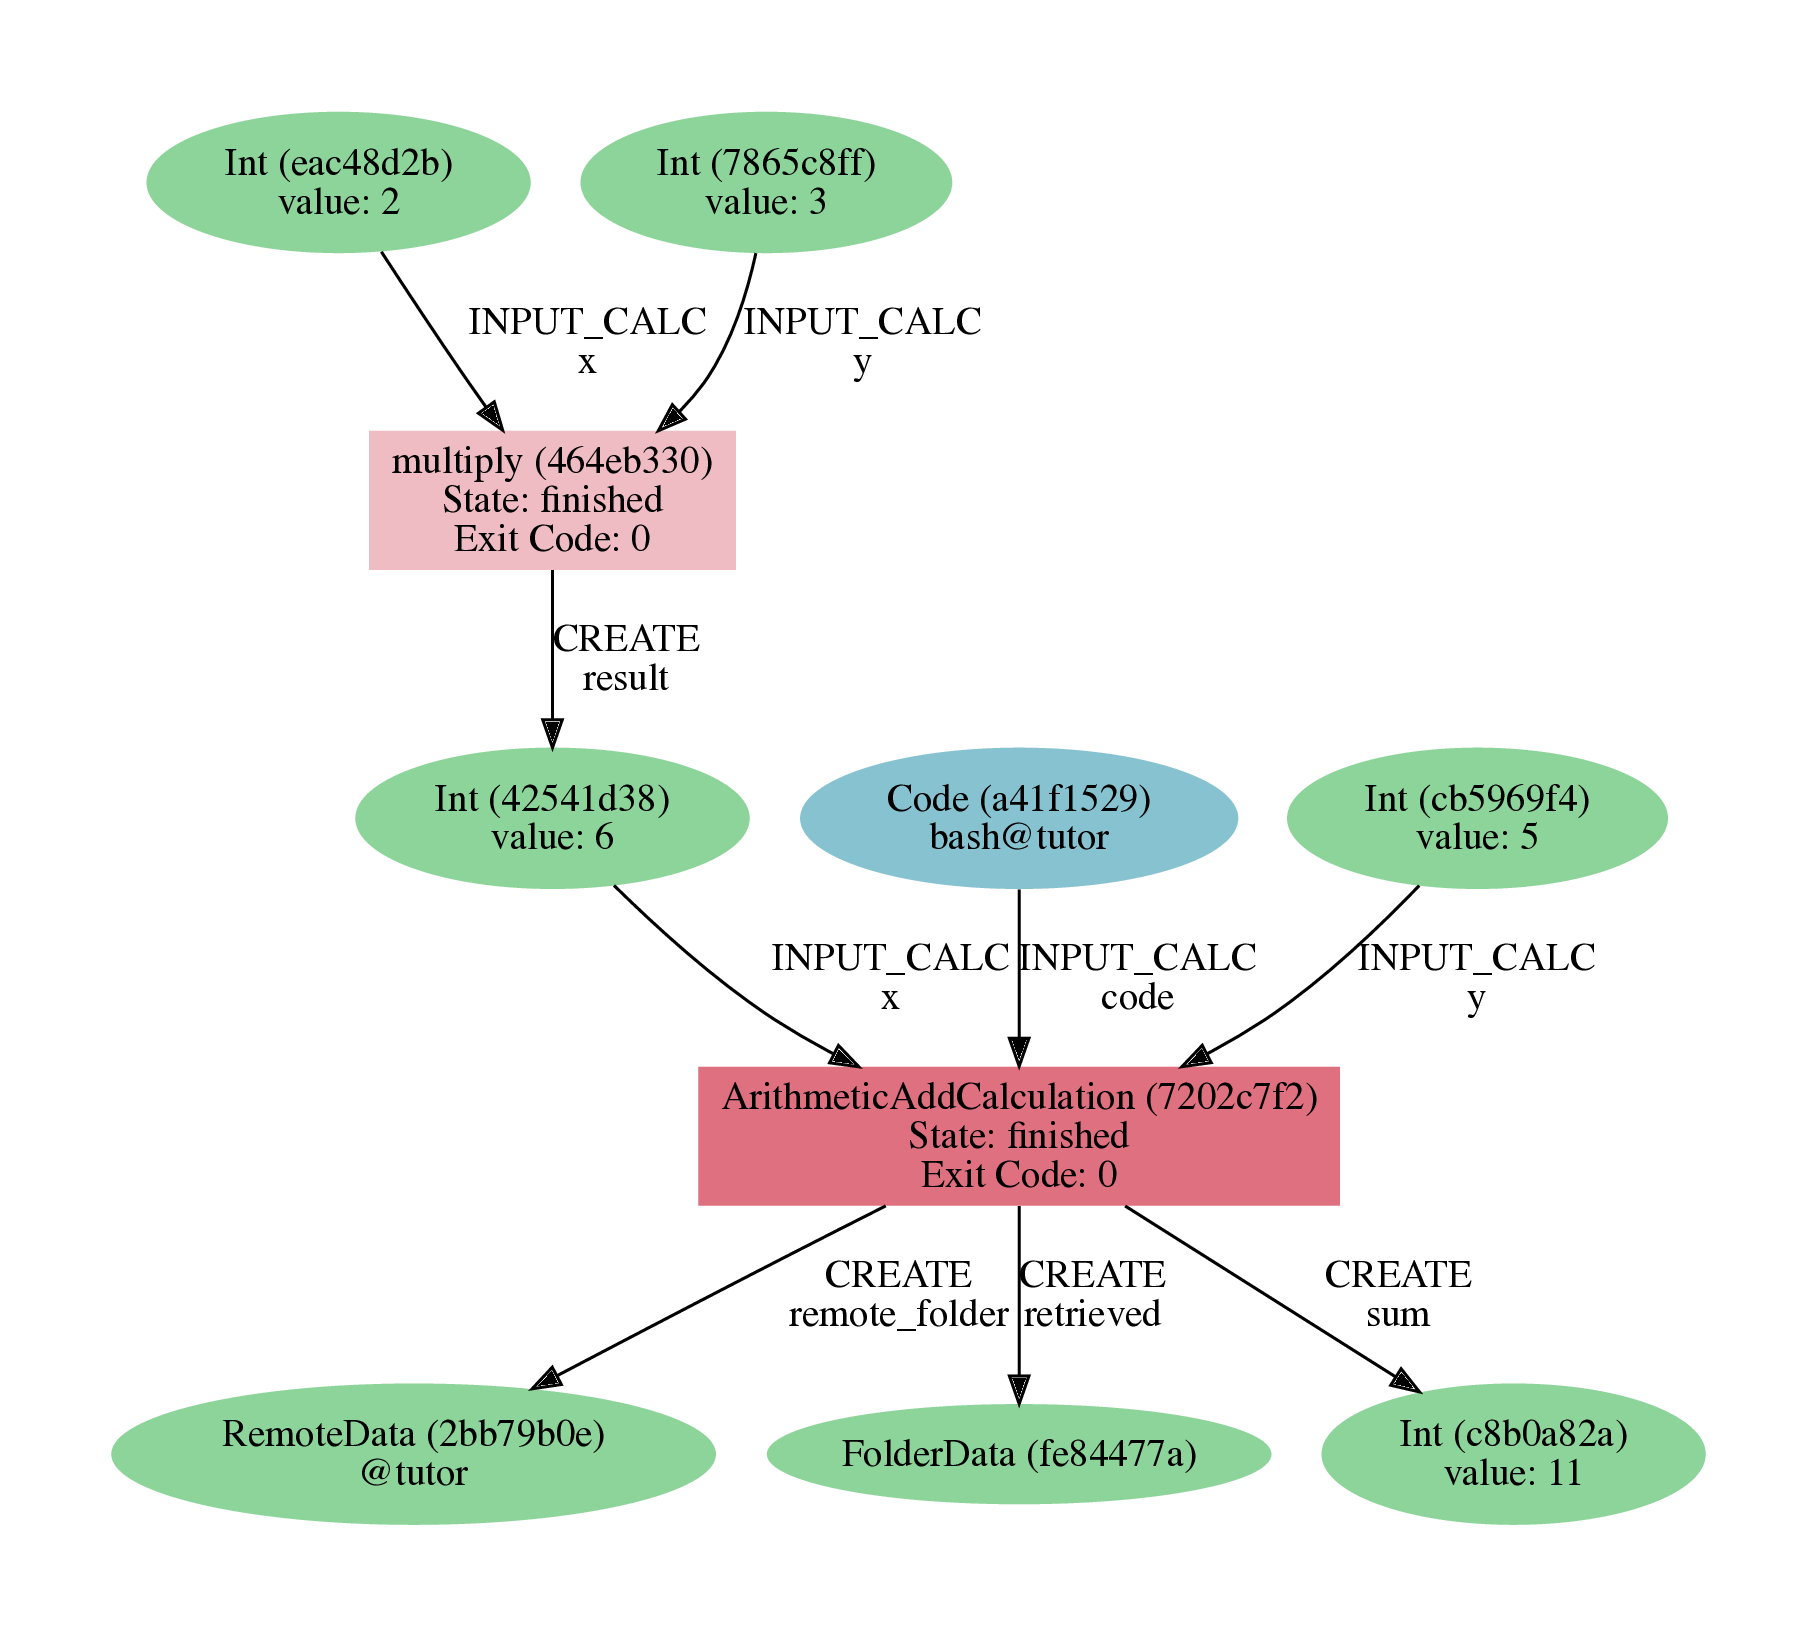 Int (eac48d2b)
value: 2
Int (7865c8ff)
value: 3
INPUT_CALC
x
INPUT_CALC
y
multiply (464eb330)
State: finished
Exit Code: 0
CREATE
result
Int (42541d38)
value: 6
Code (a41f1529)
bash@tutor
Int (cb5969f4)
value: 5
INPUT_CALC
x
INPUT_CALC
code
INPUT_CALC
y
ArithmeticAddCalculation (7202c7f2)
State: finished
Exit Code: 0
CREATE
remote_folder
CREATE
retrieved
CREATE
sum
RemoteData (2bb79b0e)
@tutor
FolderData (fe84477a)
Int (c8b0a82a)
value: 11